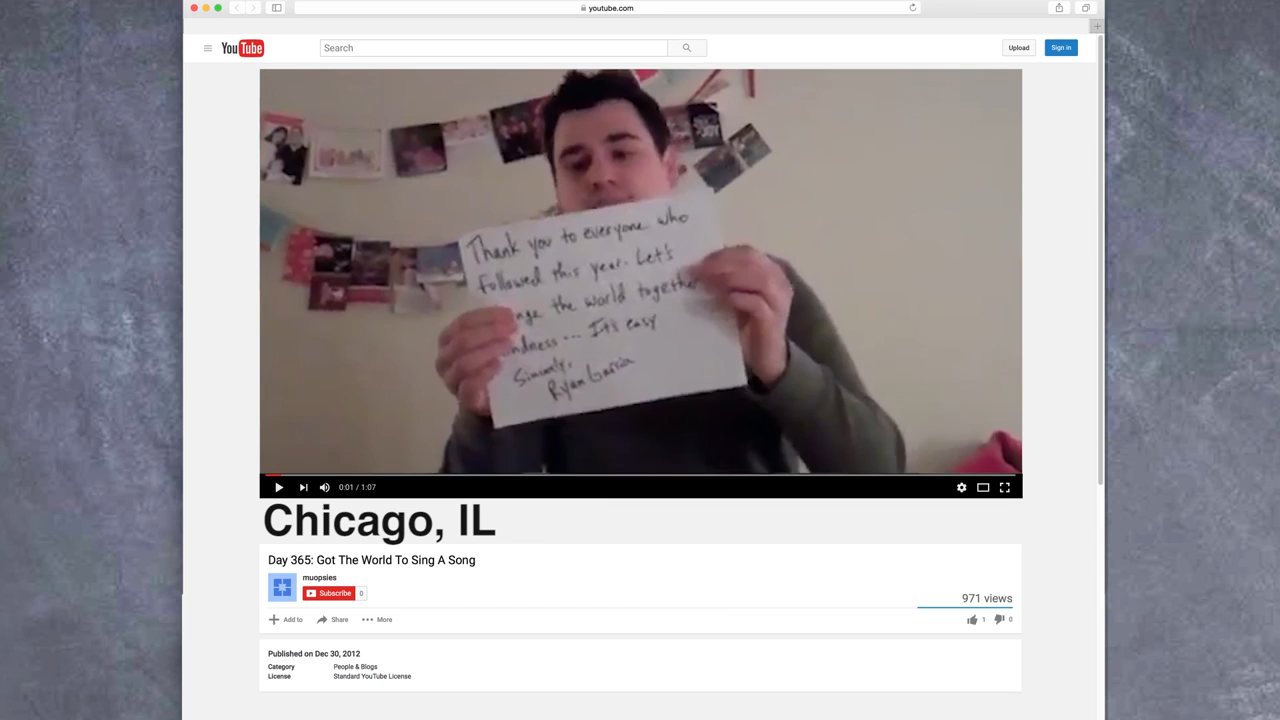 youtube.com
YouTube
Search
Upload
Sign in
Thank you to everyone who
followed this year. Let's
the world together
It's easy
Sincerely,
Ryan Garcia
0:01 / 1:07
Chicago, IL
Day 365: Got The World To Sing A Song
muopsies
Subscribe 0
971 views
Add to Share More 1 0
Published on Dec 30, 2012
Category People & Blogs
License Standard YouTube License